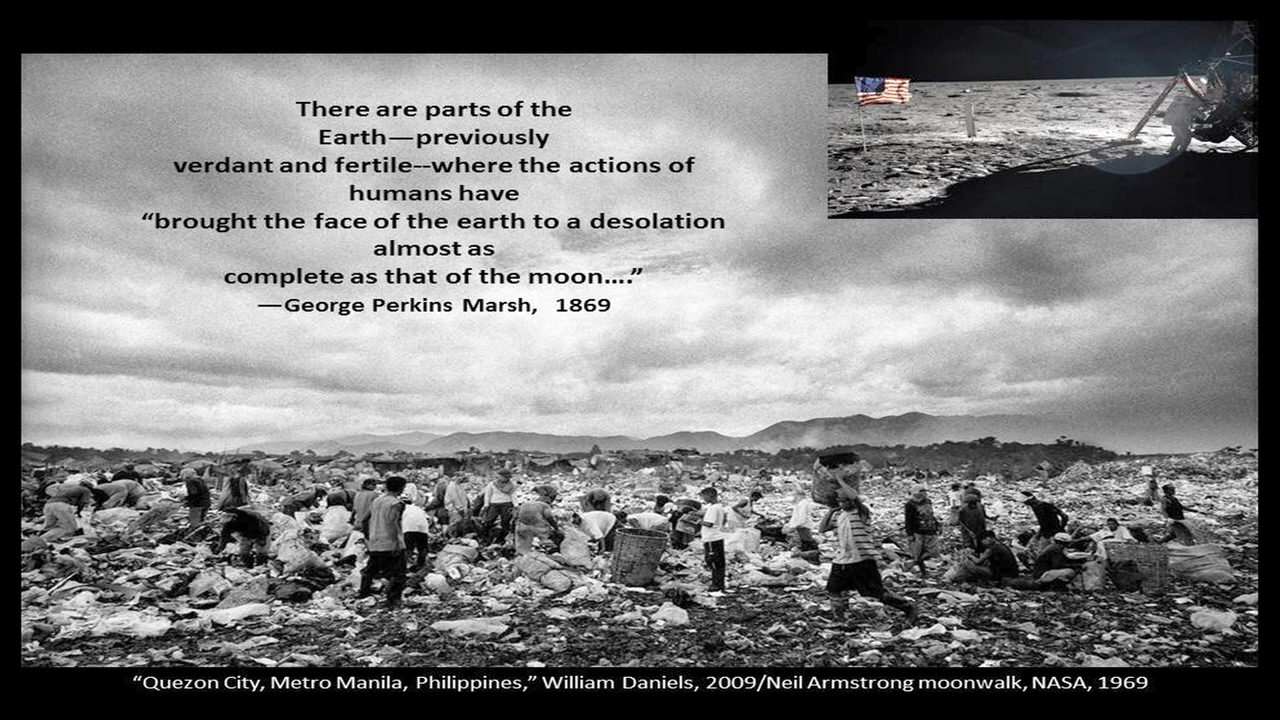 There are parts of the
Earth—previously
verdant and fertile--where the actions of
humans have
“brought the face of the earth to a desolation
almost as
complete as that of the moon….”
—George Perkins Marsh, 1869
“Quezon City, Metro Manila, Philippines,” William Daniels, 2009/Neil Armstrong moonwalk, NASA, 1969